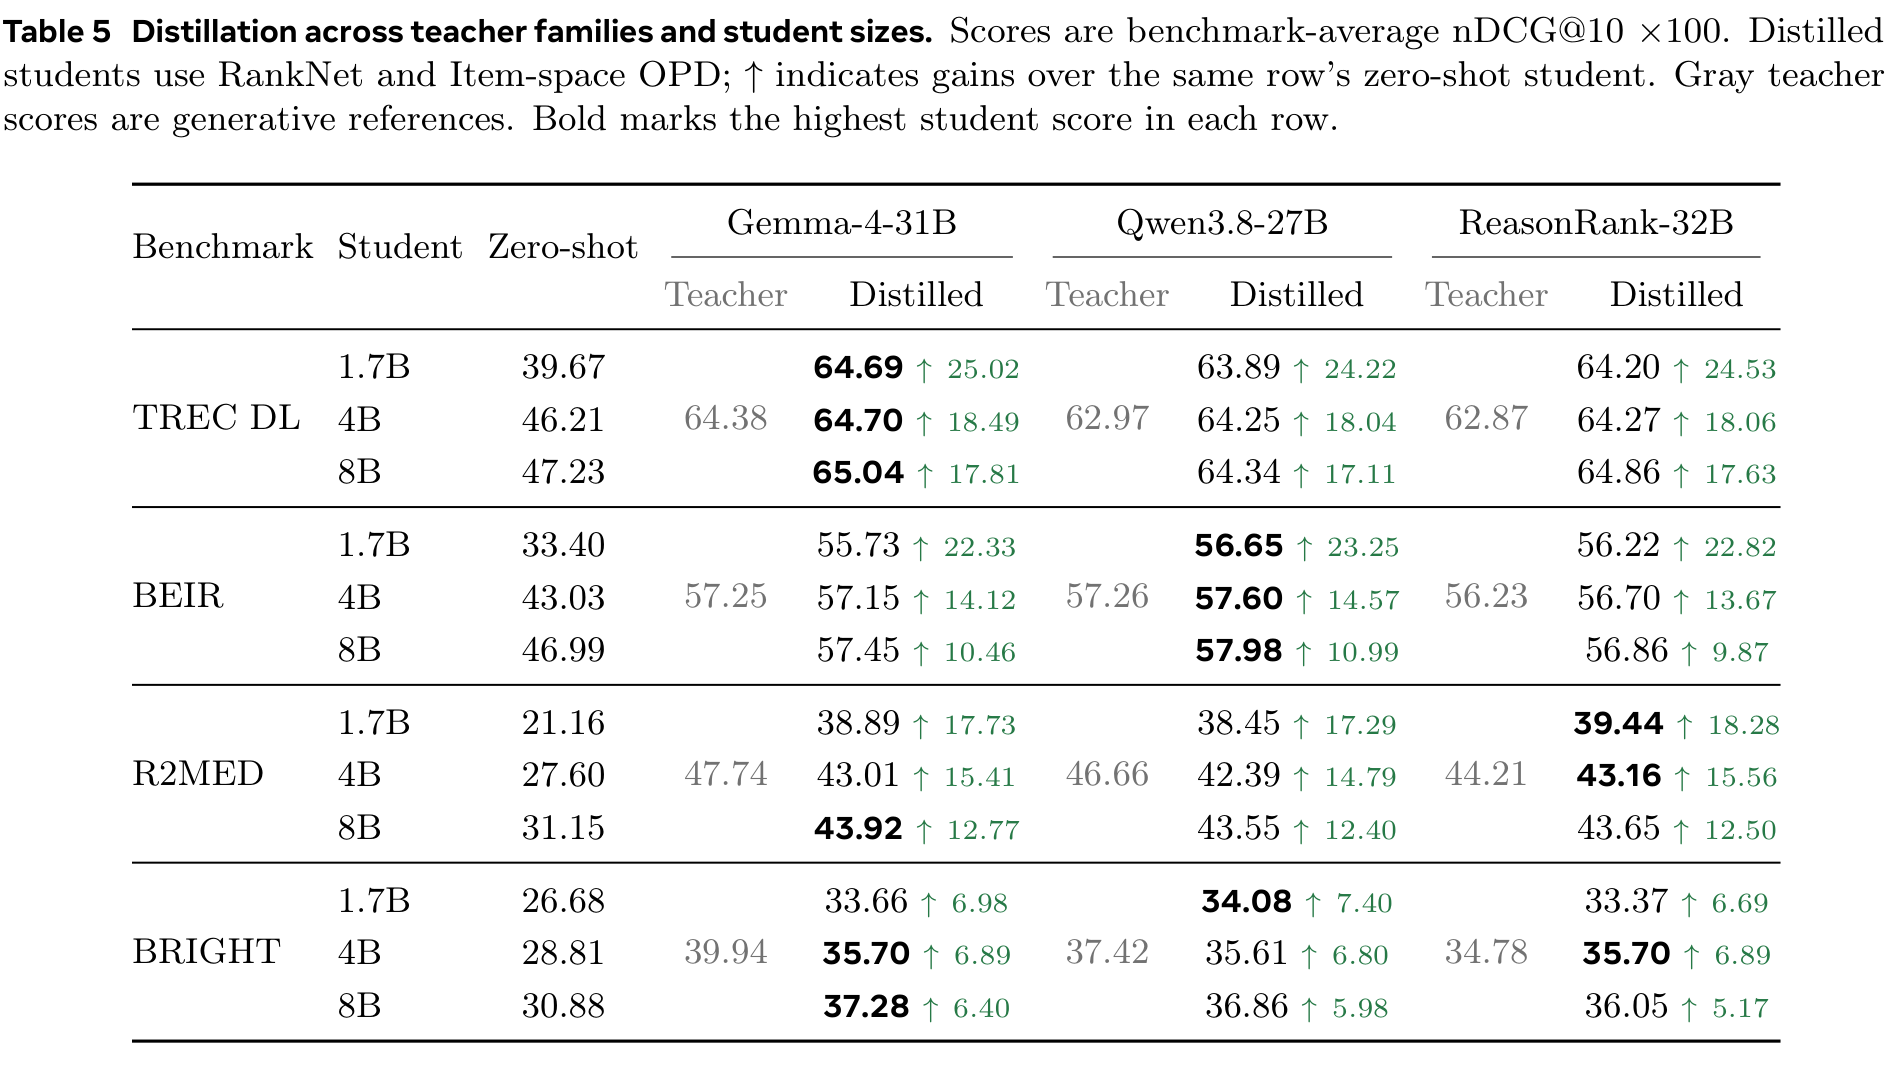 Table 5 Distillation across teacher families and student sizes. Scores are benchmark-average nDCG@10 ×100. Distilled
students use RankNet and Item-space OPD; ↑ indicates gains over the same row's zero-shot student. Gray teacher
scores are generative references. Bold marks the highest student score in each row.
Benchmark Student Zero-shot Gemma-4-31B Qwen3.8-27B ReasonRank-32B
Teacher Distilled Teacher Distilled Teacher Distilled
1.7B 39.67 64.69 ↑ 25.02 63.89 ↑ 24.22 64.20 ↑ 24.53
TREC DL 4B 46.21 64.38 64.70 ↑ 18.49 62.97 64.25 ↑ 18.04 62.87 64.27 ↑ 18.06
8B 47.23 65.04 ↑ 17.81 64.34 ↑ 17.11 64.86 ↑ 17.63
1.7B 33.40 55.73 ↑ 22.33 56.65 ↑ 23.25 56.22 ↑ 22.82
BEIR 4B 43.03 57.25 57.15 ↑ 14.12 57.26 57.60 ↑ 14.57 56.23 56.70 ↑ 13.67
8B 46.99 57.45 ↑ 10.46 57.98 ↑ 10.99 56.86 ↑ 9.87
1.7B 21.16 38.89 ↑ 17.73 38.45 ↑ 17.29 39.44 ↑ 18.28
R2MED 4B 27.60 47.74 43.01 ↑ 15.41 46.66 42.39 ↑ 14.79 44.21 43.16 ↑ 15.56
8B 31.15 43.92 ↑ 12.77 43.55 ↑ 12.40 43.65 ↑ 12.50
1.7B 26.68 33.66 ↑ 6.98 34.08 ↑ 7.40 33.37 ↑ 6.69
BRIGHT 4B 28.81 39.94 35.70 ↑ 6.89 37.42 35.61 ↑ 6.80 34.78 35.70 ↑ 6.89
8B 30.88 37.28 ↑ 6.40 36.86 ↑ 5.98 36.05 ↑ 5.17